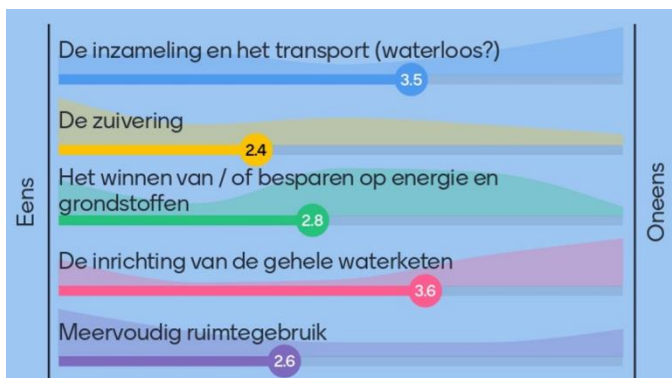 De inzameling en het transport (waterloos?)
3.5
De zuivering
2.4
Het winnen van / of besparen op energie en
grondstoffen
2.8
De inrichting van de gehele waterketen
3.6
Meervoudig ruimtegebruik
2.6
Eens
Oneens